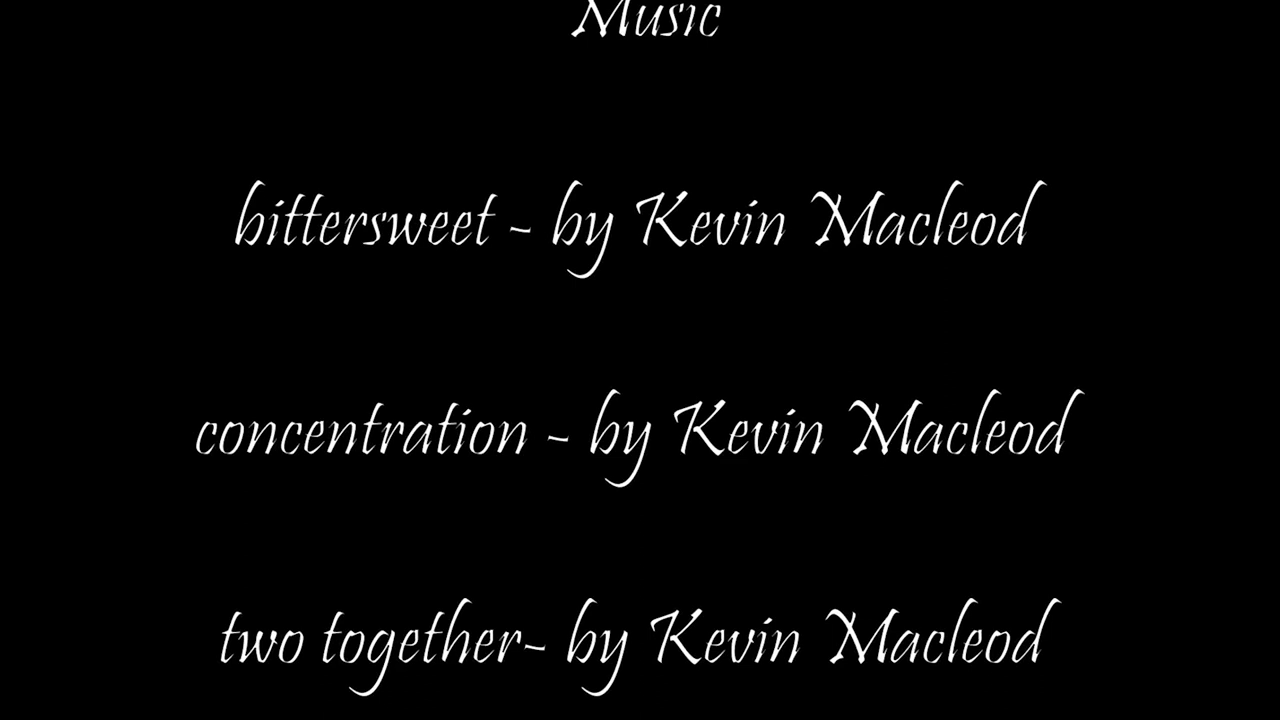 Music
bittersweet - by Kevin Macleod
concentration - by Kevin Macleod
two together- by Kevin Macleod